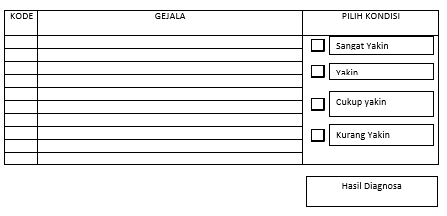 KODE GEJALA PILIH KONDISI
Sangat Yakin
Yakin
Cukup yakin
Kurang Yakin
Hasil Diagnosa